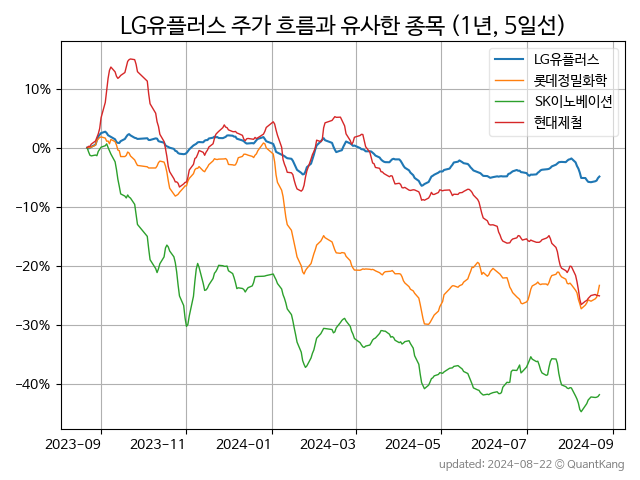 LG유플러스 주가 흐름과 유사한 종목 (1년, 5일선)
LG유플러스
롯데정밀화학
SK이노베이션
현대제철
10%
0%
−10%
−20%
−30%
−40%
2023-09 2023-11 2024-01 2024-03 2024-05 2024-07 2024-09
updated: 2024-08-22 © QuantKang